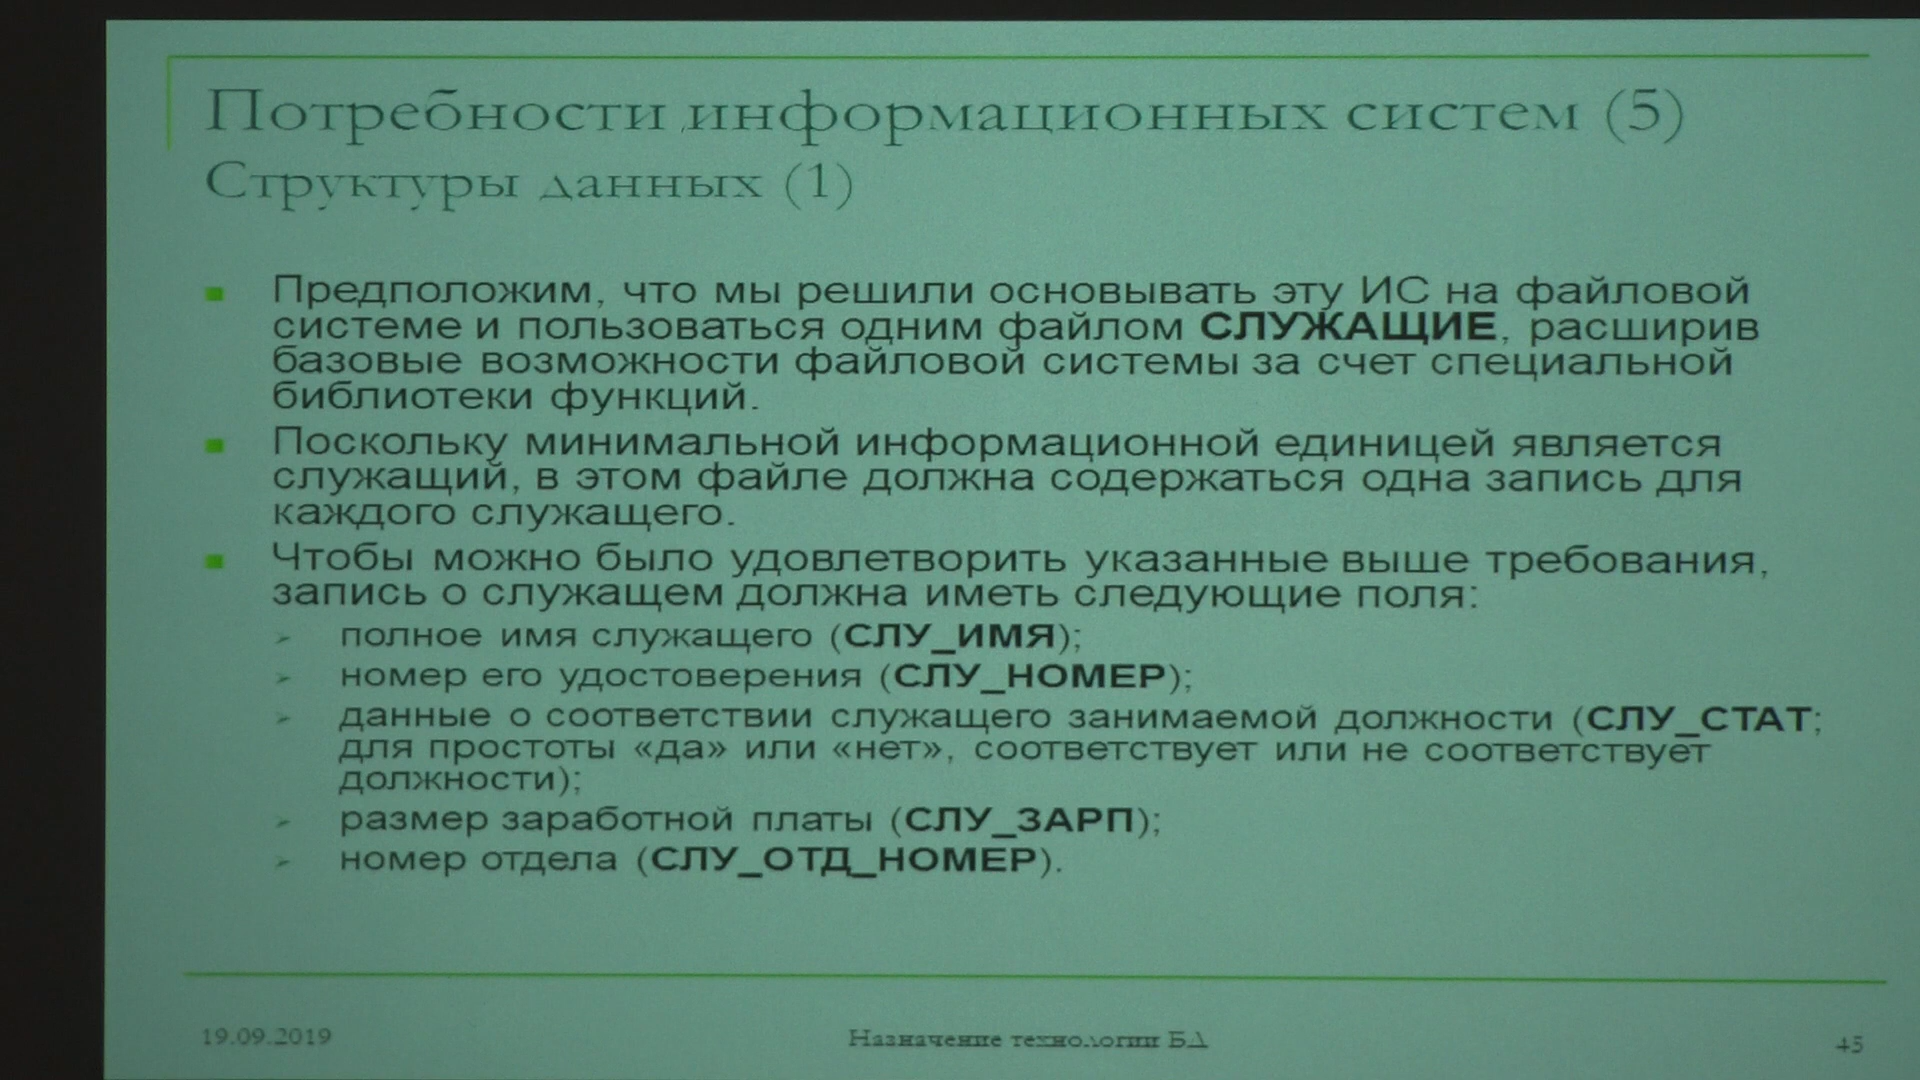 Потребности информационных систем (5)
Структуры данных (1)
Предположим, что мы решили основывать эту ИС на файловой
системе и пользоваться одним файлом СЛУЖАЩИЕ, расширив
базовые возможности файловой системы за счет специальной
библиотеки функций.
Поскольку минимальной информационной единицей является
служащий, в этом файле должна содержаться одна запись для
каждого служащего.
Чтобы можно было удовлетворить указанные выше требования,
запись о служащем должна иметь следующие поля:
полное имя служащего (СЛУ_ИМЯ);
номер его удостоверения (СЛУ_НОМЕР);
данные о соответствии служащего занимаемой должности (СЛУ_СТАТ;
для простоты «да» или «нет», соответствует или не соответствует
должности);
размер заработной платы (СЛУ_ЗАРП);
номер отдела (СЛУ_ОТД_НОМЕР).
19.09.2019
Назначение технологии БД
45